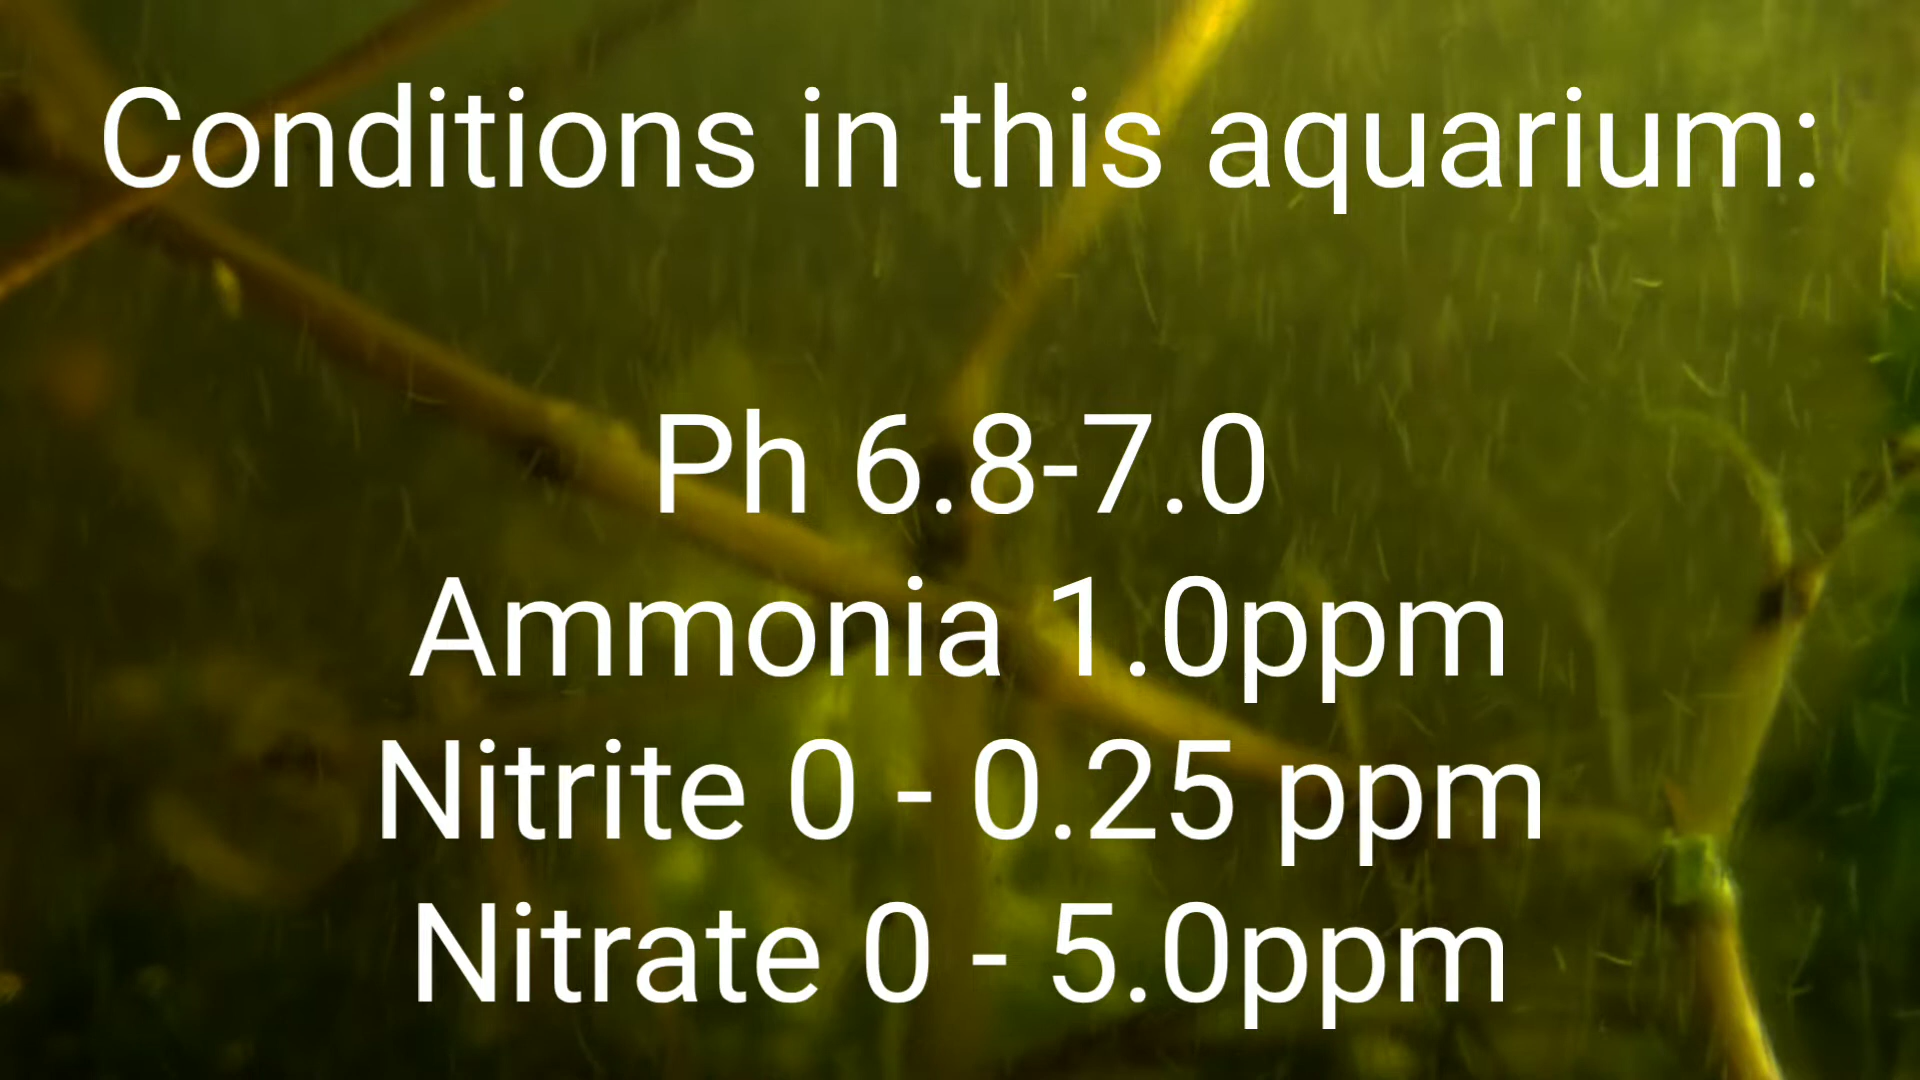 Conditions in this aquarium:
Ph 6.8-7.0
Ammonia 1.0ppm
Nitrite 0 - 0.25 ppm
Nitrate 0 - 5.0ppm